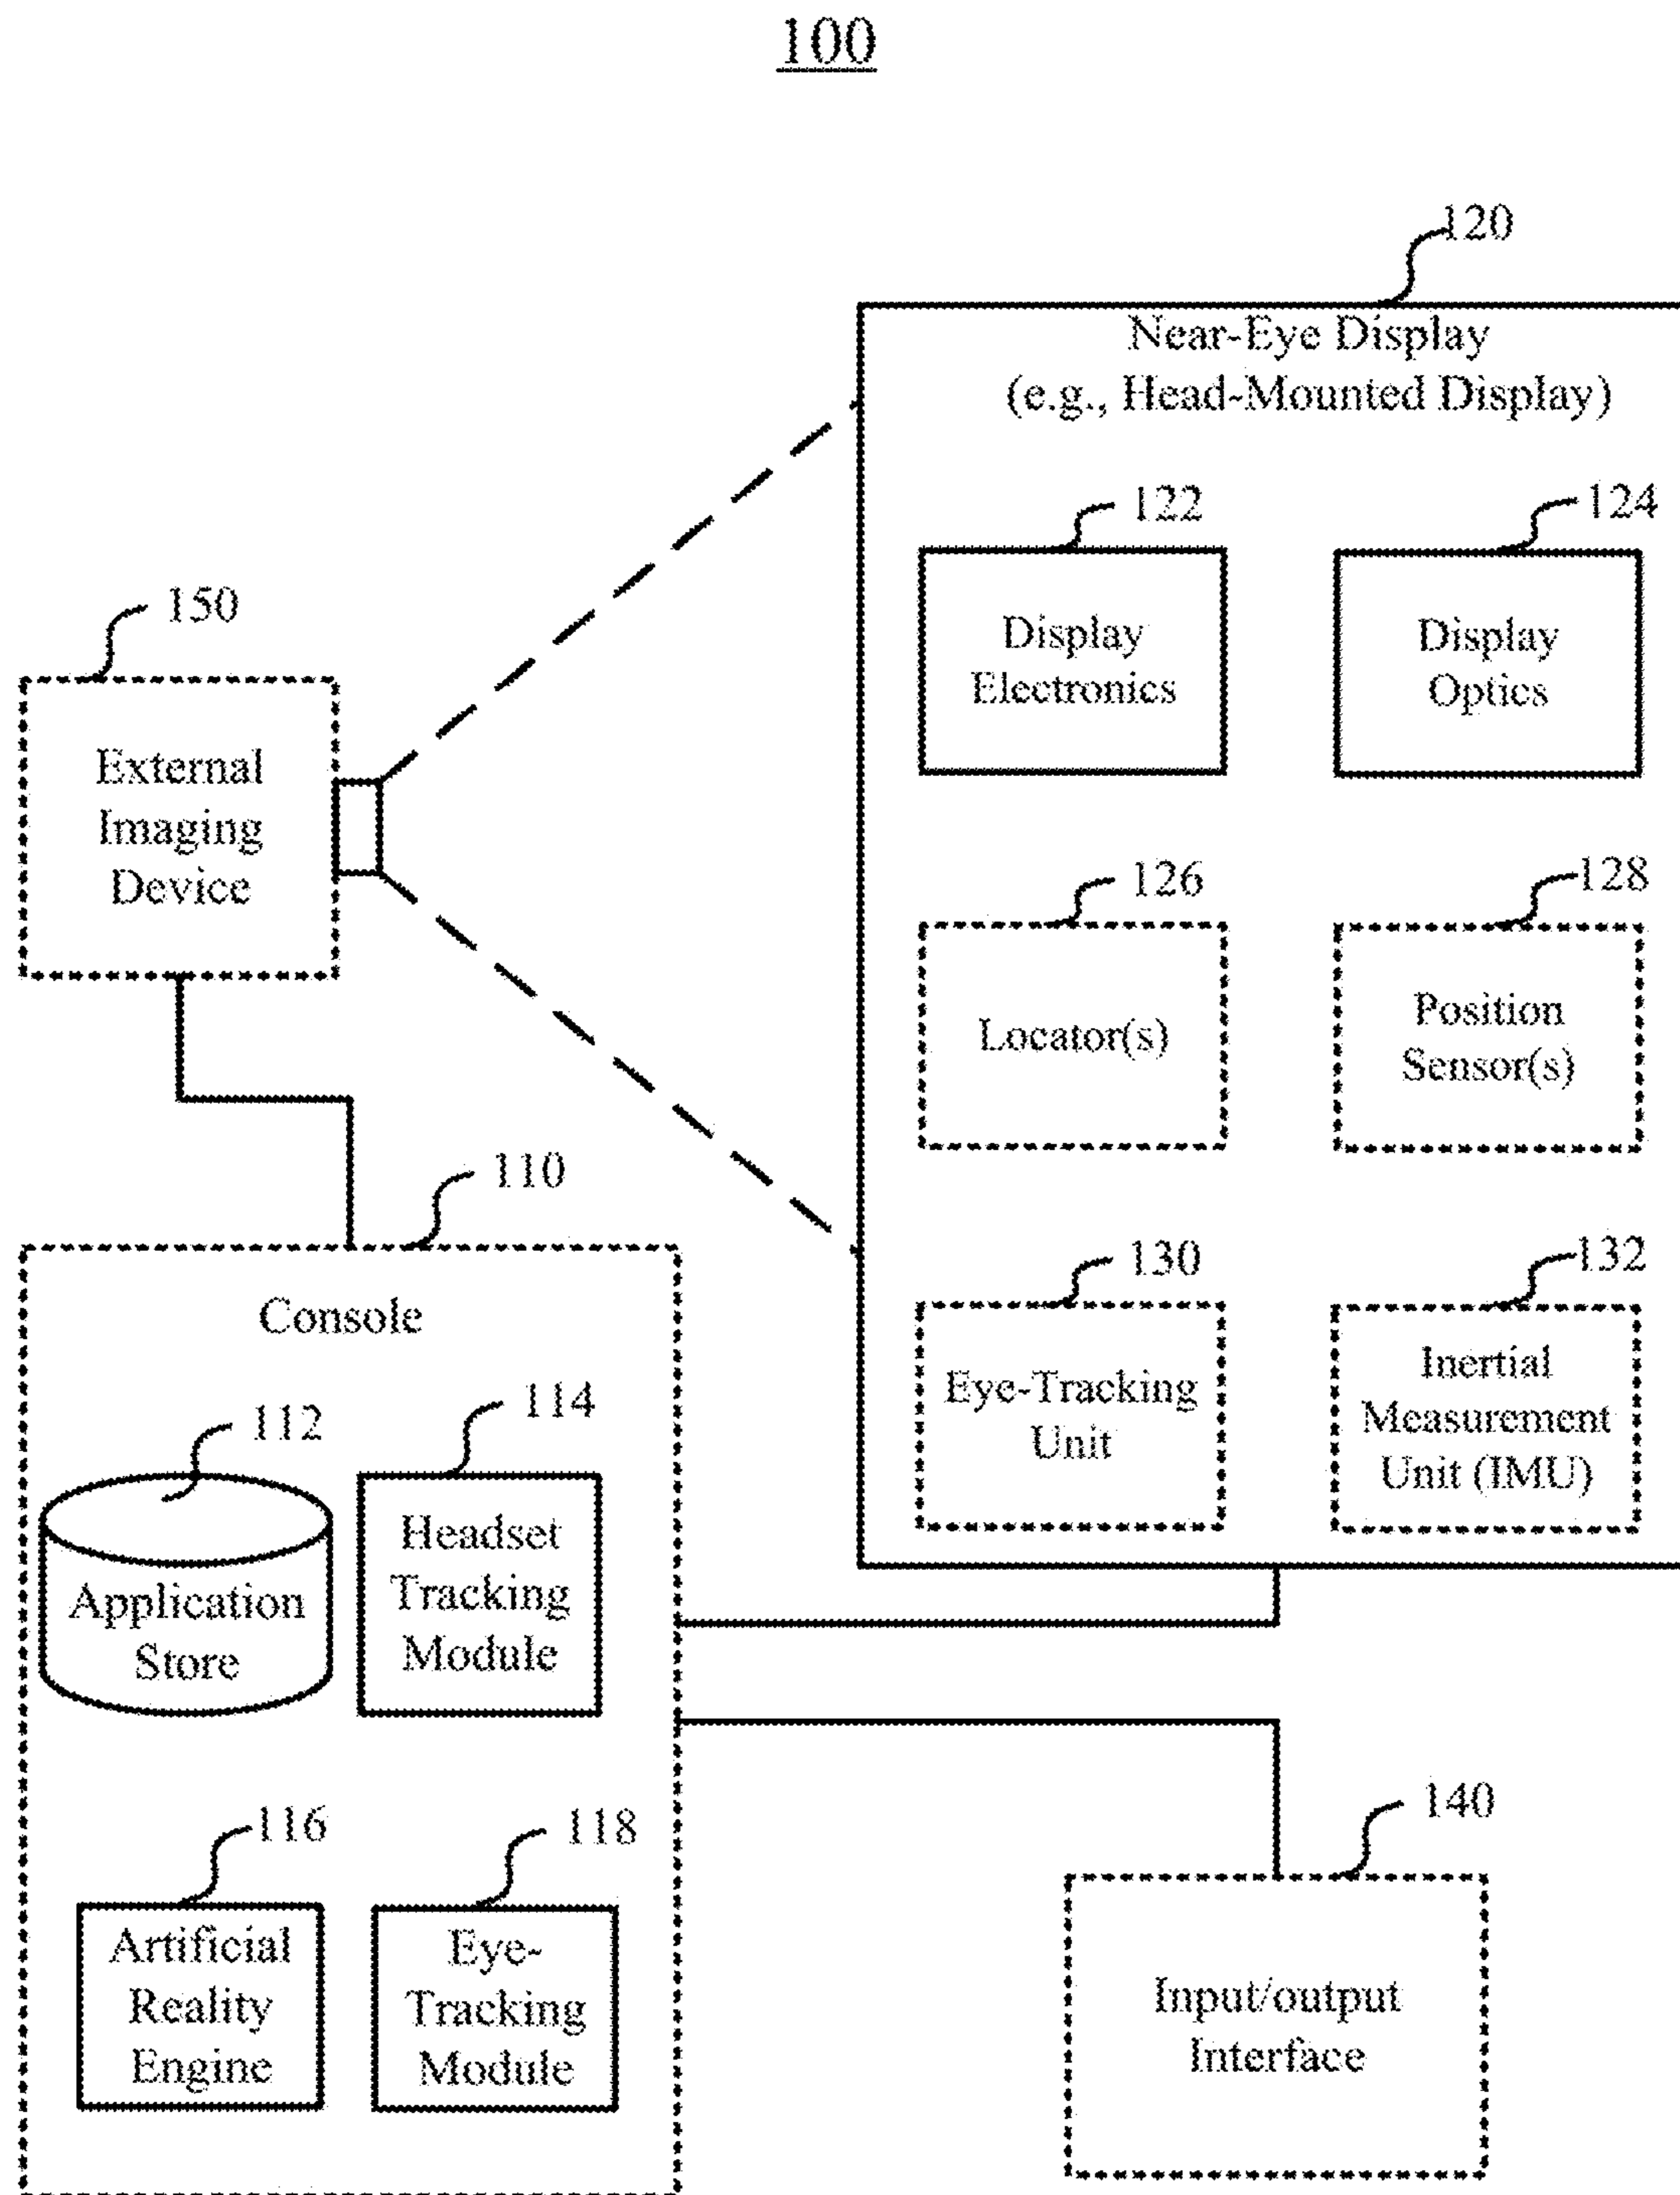 100
120
Near-Eye Display
(e.g., Head-Mounted Display)
122
124
Display
Electronics
Display
Optics
150
External
Imaging
Device
126
128
Locator(s)
Position
Sensor(s)
110
130
132
Console
Eye-Tracking
Unit
Inertial
Measurement
Unit (IMU)
112
114
Application
Store
Headset
Tracking
Module
116
118
Artificial
Reality
Engine
Eye-
Tracking
Module
140
Input/output
Interface